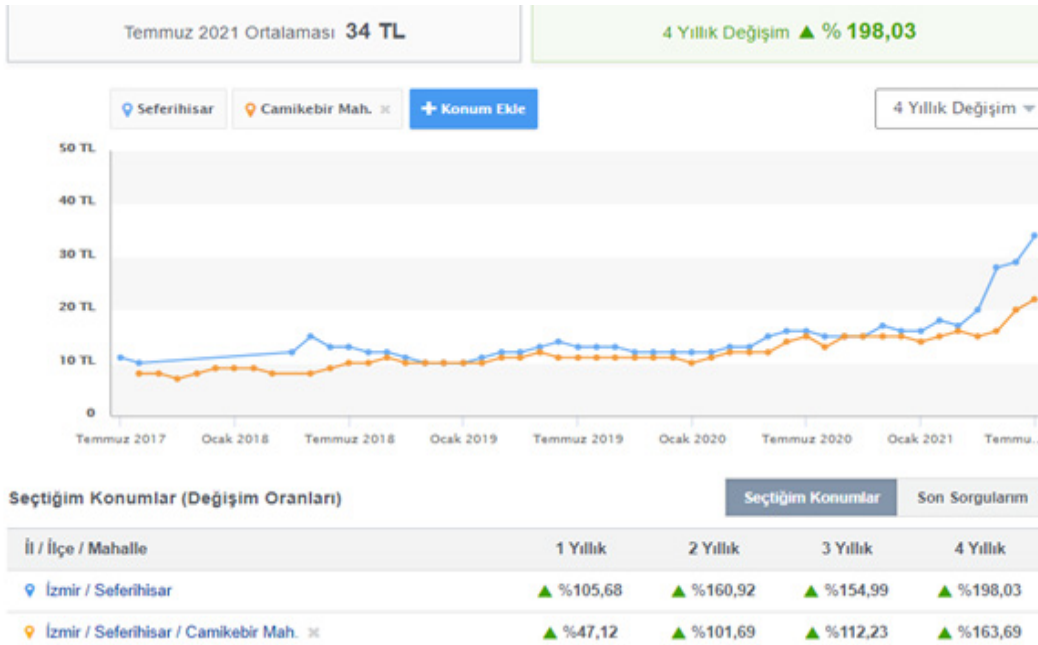 Temmuz 2021 Ortalaması 34 TL
4 Yıllık Değişim ▲ % 198,03
Seferihisar
Camikebir Mah. ×
+ Konum Ekle
4 Yıllık Değişim
50 TL
40 TL
30 TL
20 TL
10 TL
0
Temmuz 2017 Ocak 2018 Temmuz 2018 Ocak 2019 Temmuz 2019 Ocak 2020 Temmuz 2020 Ocak 2021 Temmu...
Seçtiğim Konumlar (Değişim Oranları)
Seçtiğim Konumlar Son Sorgularım
İl / İlçe / Mahalle 1 Yıllık 2 Yıllık 3 Yıllık 4 Yıllık
İzmir / Seferihisar ▲ %105,68 ▲ %160,92 ▲ %154,99 ▲ %198,03
İzmir / Seferihisar / Camikebir Mah. × ▲ %47,12 ▲ %101,69 ▲ %112,23 ▲ %163,69